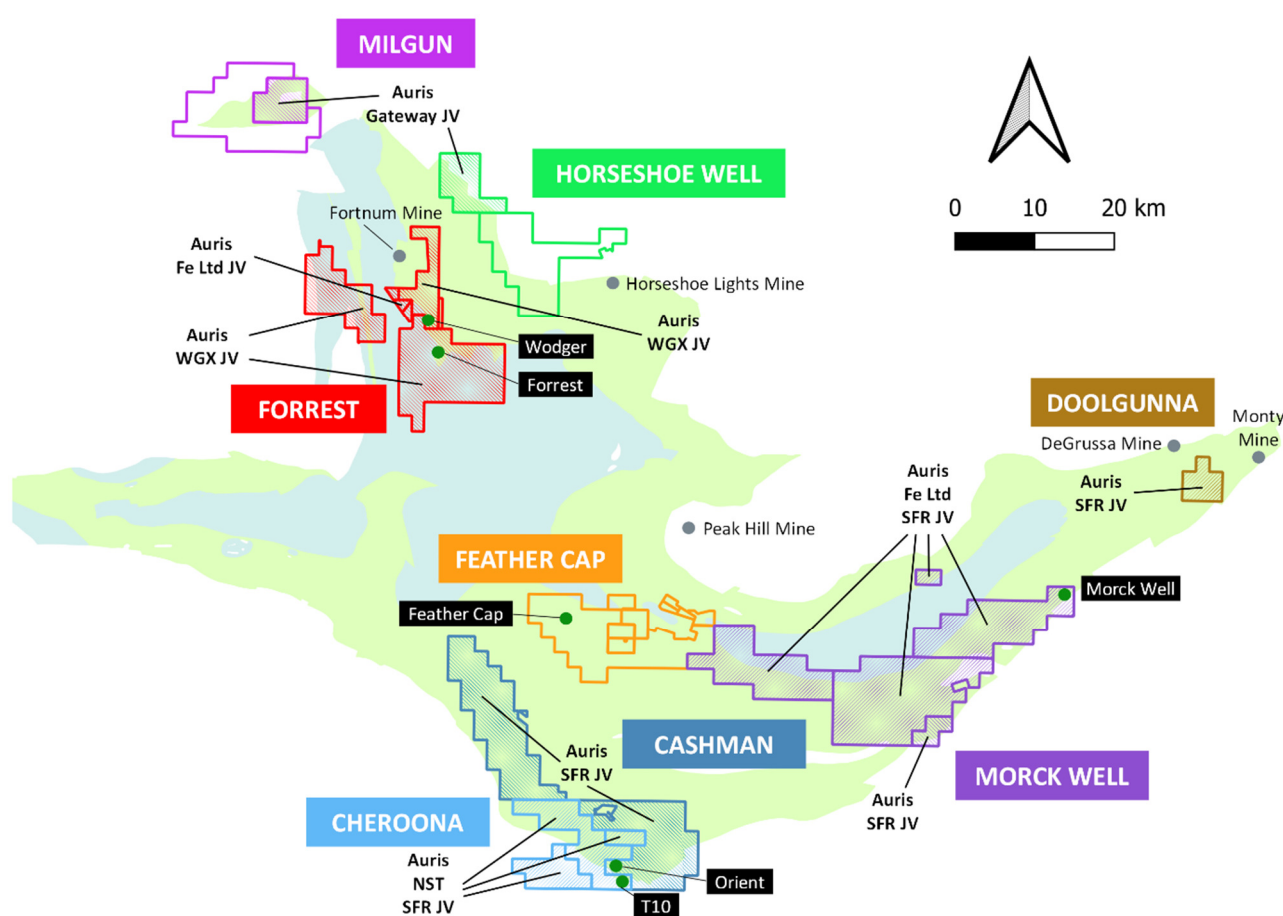 MILGUN
Auris
Gateway JV
HORSESHOE WELL
0 10 20 km
Fortnum Mine
Auris
Fe Ltd JV
Horseshoe Lights Mine
Auris
WGX JV
Auris
WGX JV
Wodger
Forrest
FORREST
DOOLGUNNA
Monty
Mine
DeGrussa Mine
Auris
Fe Ltd
SFR JV
Auris
SFR JV
Peak Hill Mine
FEATHER CAP
Feather Cap
Morck Well
CASHMAN
Auris
SFR JV
MORCK WELL
Auris
SFR JV
CHEROONA
Auris
NST
SFR JV
Orient
T10